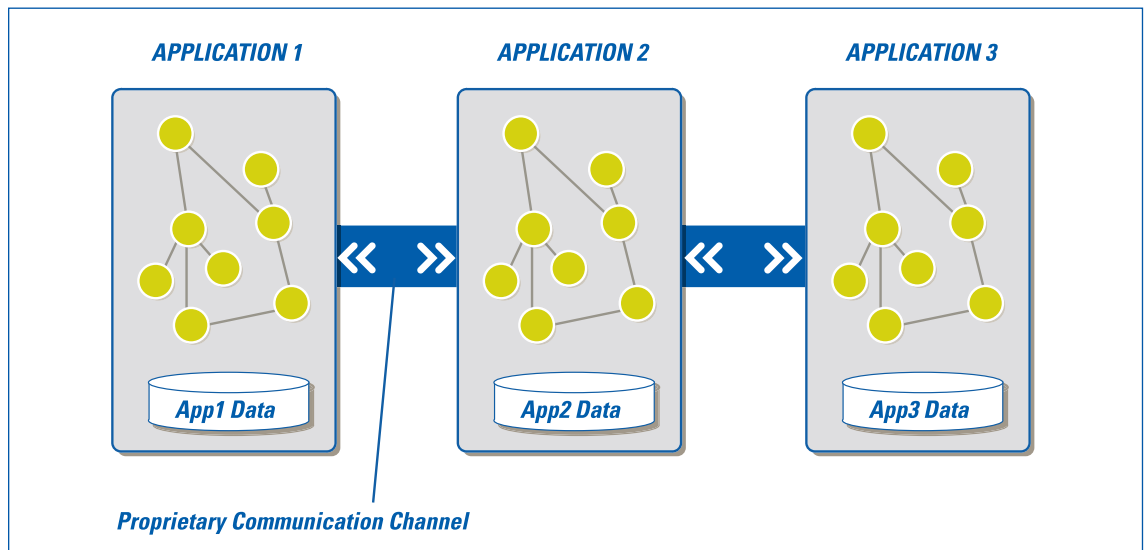 APPLICATION 1
APPLICATION 2
APPLICATION 3
App1 Data
App2 Data
App3 Data
Proprietary Communication Channel